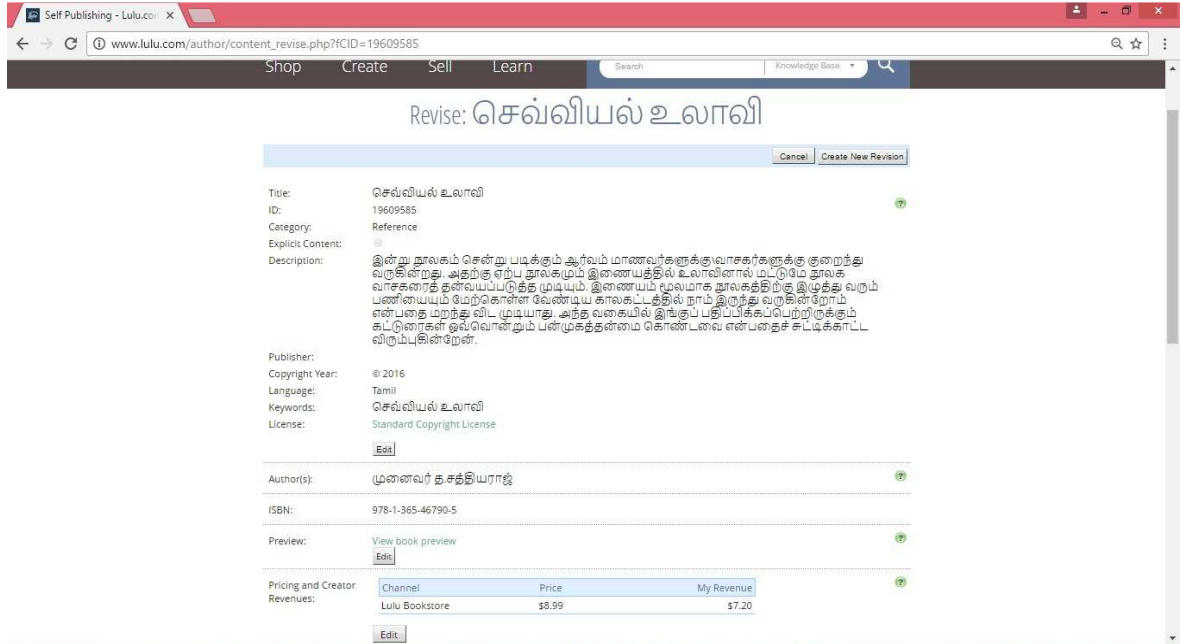 Self Publishing - Lulu.con
www.lulu.com/author/content_revise.php?fCID=19609585
Shop Create Sell Learn Search Knowledge Base
Revise: செவ்வியல் உலாவி
Cancel Create New Revision
Title: செவ்வியல் உலாவி
ID: 19609585
Category: Reference
Explicit Content:
Description: இன்று நூலகம் சென்று படிக்கும் ஆர்வம் மாணவர்களுக்கு\வாசகர்களுக்கு குறைந்து
வருகின்றது. அதற்கு ஏற்ப நூலகமும் இணையத்தில் உலாவினால் மட்டுமே நூலக
வாசகரைத் தன்வயப்படுத்த முடியும். இணையம் மூலமாக நூலகத்திற்கு இழுத்து வரும்
பணியையும் மேற்கொள்ள வேண்டிய காலகட்டத்தில் நாம் இருந்து வருகின்றோம்
என்பதை மறந்து விட முடியாது. அந்த வகையில் இங்குப் பதிப்பிக்கப்பெற்றிருக்கும்
கட்டுரைகள் ஒவ்வொன்றும் பன்முகத்தன்மை கொண்டவை என்பதைச் சுட்டிக்காட்ட
விரும்புகின்றேன்.
Publisher:
Copyright Year: © 2016
Language: Tamil
Keywords: செவ்வியல் உலாவி
License: Standard Copyright License
Edit
Author(s): முனைவர் த.சத்தியராஜ்
ISBN: 978-1-365-46790-5
Preview: View book preview
Edit
Pricing and Creator Revenues:
Channel Price My Revenue
Lulu Bookstore $8.99 $7.20
Edit